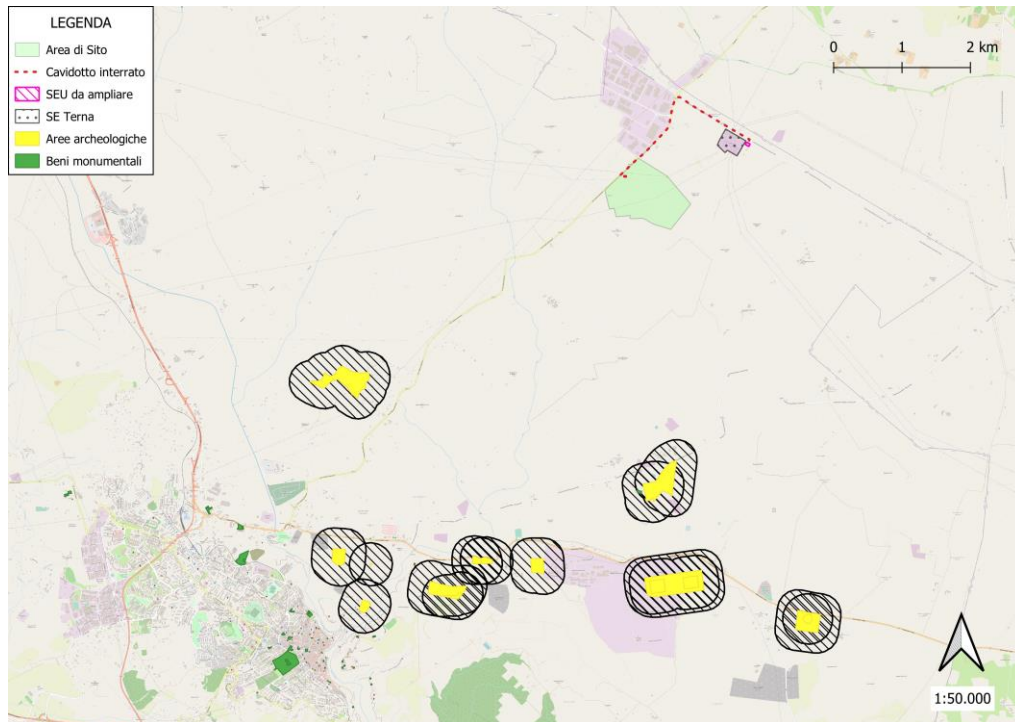 LEGENDA
Area di Sito
Cavidotto interrato
SEU da ampliare
SE Terna
Aree archeologiche
Beni monumentali
0 1 2 km
1:50.000